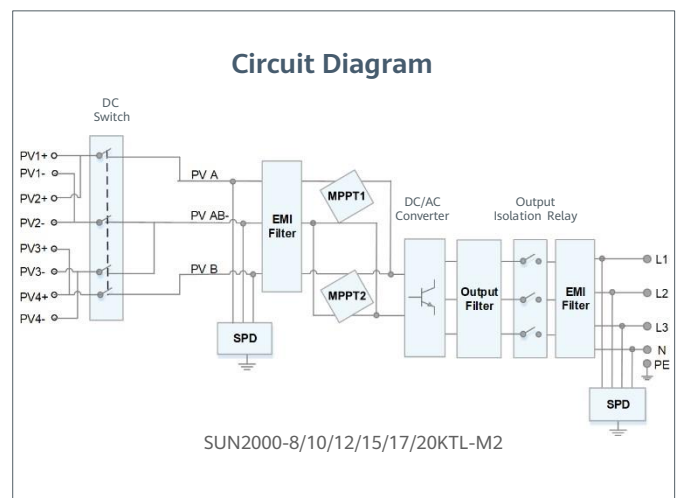 Circuit Diagram
DC
Switch
PV1+
PV1-
PV2+
PV2-
PV3+
PV3-
PV4+
PV4-
PV A
PV AB-
PV B
SPD
EMI
Filter
MPPT1
MPPT2
DC/AC
Converter
Output
Filter
Output
Isolation Relay
EMI
Filter
L1
L2
L3
N
PE
SPD
SUN2000-8/10/12/15/17/20KTL-M2